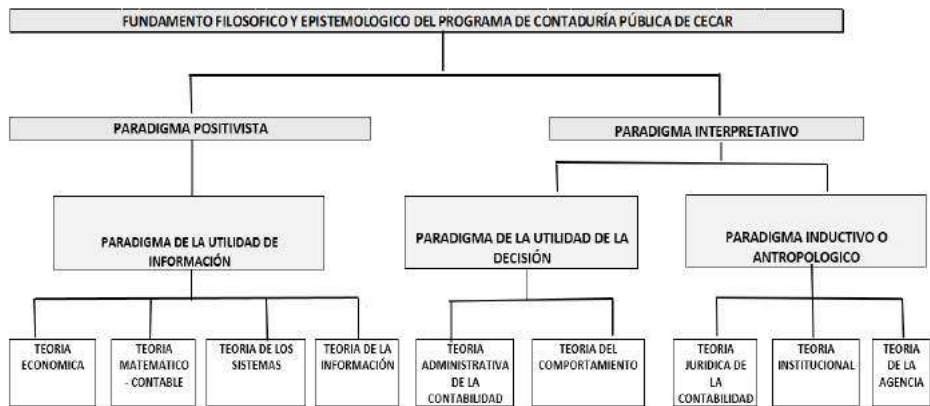 FUNDAMENTO FILOSOFICO Y EPISTEMOLOGICO DEL PROGRAMA DE CONTADURÍA PÚBLICA DE CECAR
PARADIGMA POSITIVISTA
PARADIGMA INTERPRETATIVO
PARADIGMA DE LA UTILIDAD DE
INFORMACIÓN
PARADIGMA DE LA UTILIDAD DE LA
DECISIÓN
PARADIGMA INDUCTIVO O
ANTROPOLOGICO
TEORIA
ECONOMICA
TEORIA
MATEMATICO
- CONTABLE
TEORIA DE LOS
SISTEMAS
TEORIA DE LA
INFORMACIÓN
TEORIA
ADMINISTRATIVA
DE LA
CONTABILIDAD
TEORIA DEL
COMPORTAMIENTO
TEORIA
JURIDICA DE
LA
CONTABILIDAD
TEORIA
INSTITUCIONAL
TEORIA
DE LA
AGENCIA